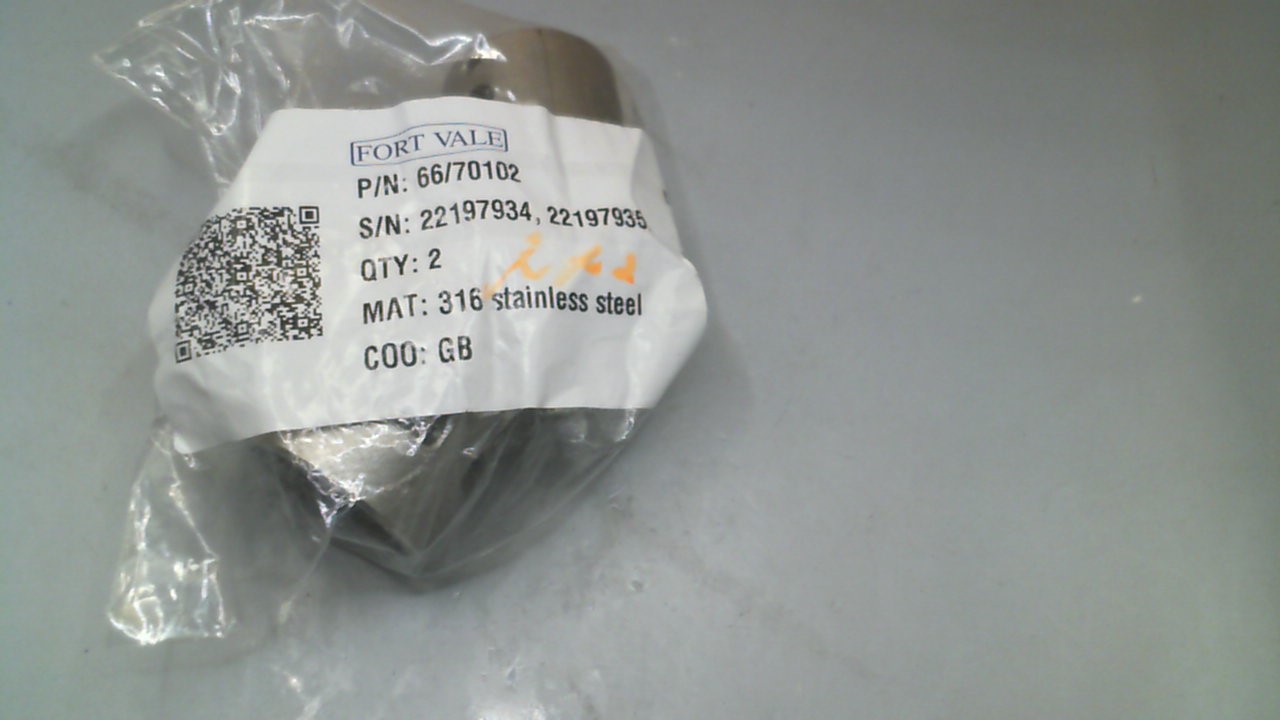 FORT VALE
P/N: 66/70102
S/N: 22197934, 22197935
QTY: 2
MAT: 316 stainless steel
COO: GB